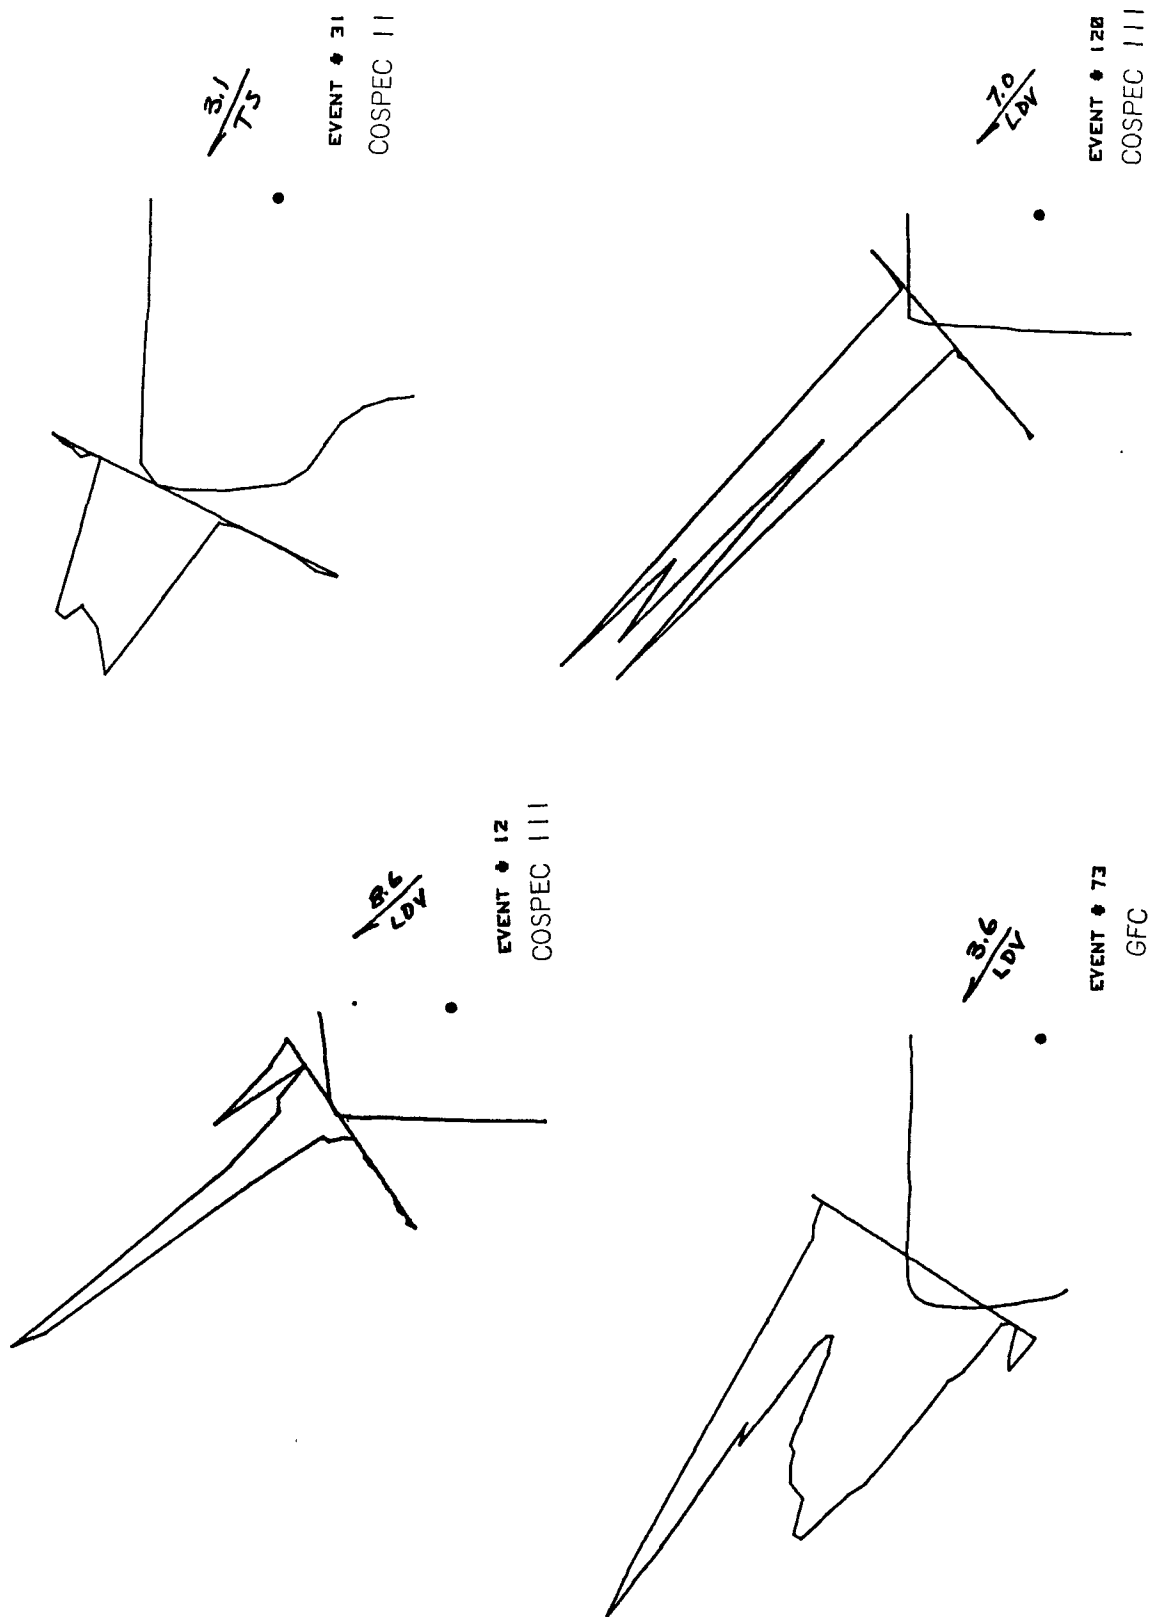 8.6
LDV
EVENT # 12
COSPEC III
3.1
TS
EVENT # 31
COSPEC II
3.6
LDV
EVENT # 73
GFC
7.0
LDV
EVENT # 120
COSPEC III